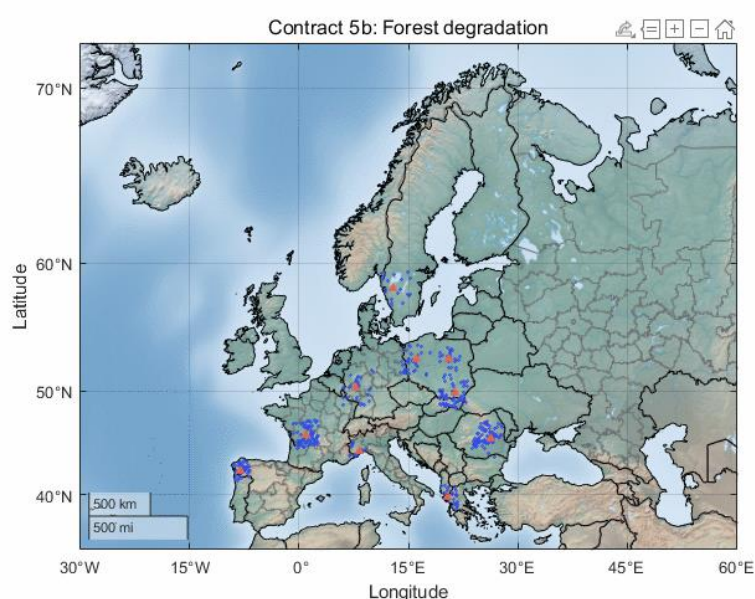 Contract 5b: Forest degradation
70°N
60°N
50°N
40°N
Latitude
500 km
500 mi
30°W
15°W
0°
15°E
30°E
45°E
60°E
Longitude